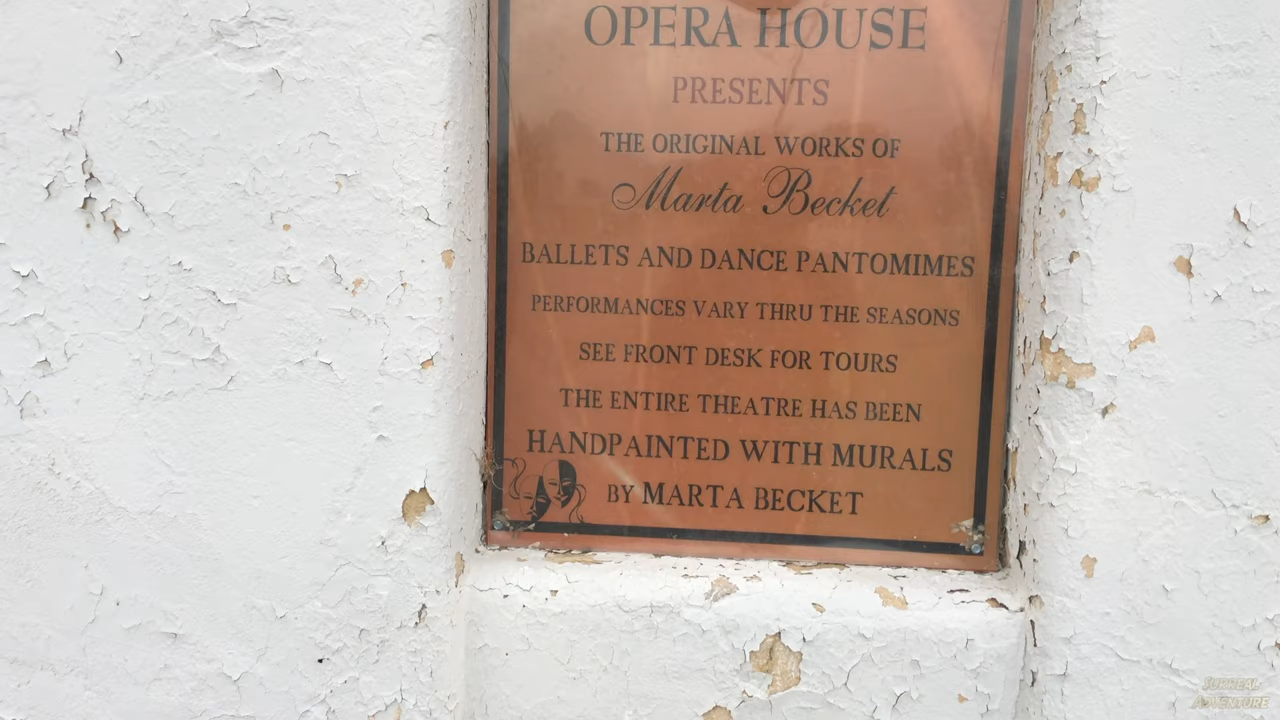 OPERA HOUSE
PRESENTS
THE ORIGINAL WORKS OF
Marta Becket
BALLETS AND DANCE PANTOMIMES
PERFORMANCES VARY THRU THE SEASONS
SEE FRONT DESK FOR TOURS
THE ENTIRE THEATRE HAS BEEN
HANDPAINTED WITH MURALS
BY MARTA BECKET
SURREAL
ADVENTURE